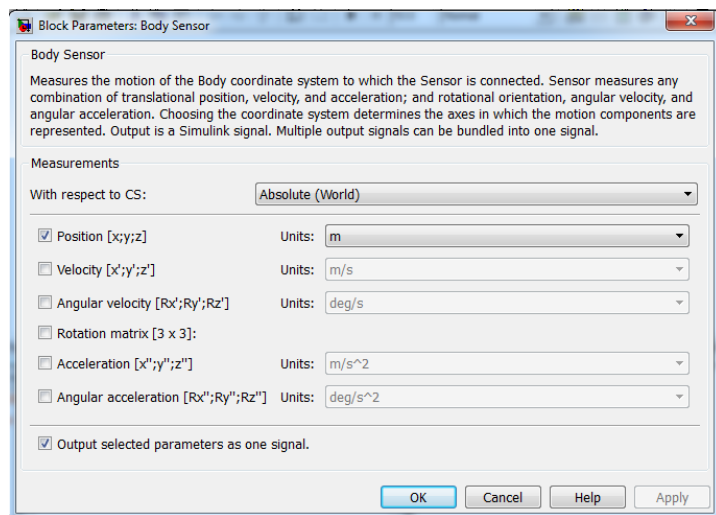 Block Parameters: Body Sensor
Body Sensor
Measures the motion of the Body coordinate system to which the Sensor is connected. Sensor measures any
combination of translational position, velocity, and acceleration; and rotational orientation, angular velocity, and
angular acceleration. Choosing the coordinate system determines the axes in which the motion components are
represented. Output is a Simulink signal. Multiple output signals can be bundled into one signal.
Measurements
With respect to CS: Absolute (World)
Position [x;y;z] Units: m
Velocity [x';y';z'] Units: m/s
Angular velocity [Rx';Ry';Rz'] Units: deg/s
Rotation matrix [3 x 3]:
Acceleration [x";y";z"] Units: m/s^2
Angular acceleration [Rx";Ry";Rz"] Units: deg/s^2
Output selected parameters as one signal.
OK Cancel Help Apply